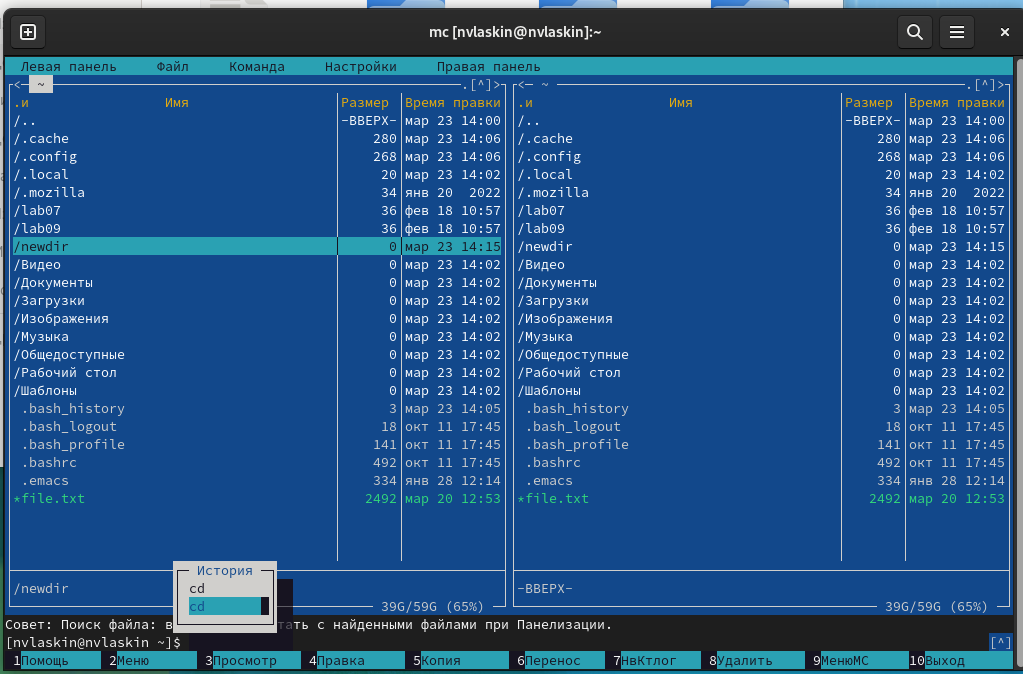 mc [nvlaskin@nvlaskin]:~
Левая панель Файл Команда Настройки Правая панель
<─ ~ .[^]>
.и Имя Размер Время правки
/.. -ВВЕРХ- мар 23 14:00
/.cache 280 мар 23 14:06
/.config 268 мар 23 14:06
/.local 20 мар 23 14:02
/.mozilla 34 янв 20 2022
/lab07 36 фев 18 10:57
/lab09 36 фев 18 10:57
/newdir 0 мар 23 14:15
/Видео 0 мар 23 14:02
/Документы 0 мар 23 14:02
/Загрузки 0 мар 23 14:02
/Изображения 0 мар 23 14:02
/Музыка 0 мар 23 14:02
/Общедоступные 0 мар 23 14:02
/Рабочий стол 0 мар 23 14:02
/Шаблоны 0 мар 23 14:02
.bash_history 3 мар 23 14:05
.bash_logout 18 окт 11 17:45
.bash_profile 141 окт 11 17:45
.bashrc 492 окт 11 17:45
.emacs 334 янв 28 12:14
*file.txt 2492 мар 20 12:53
/newdir
39G/59G (65%)
<─ ~ .[^]>
.и Имя Размер Время правки
/.. -ВВЕРХ- мар 23 14:00
/.cache 280 мар 23 14:06
/.config 268 мар 23 14:06
/.local 20 мар 23 14:02
/.mozilla 34 янв 20 2022
/lab07 36 фев 18 10:57
/lab09 36 фев 18 10:57
/newdir 0 мар 23 14:15
/Видео 0 мар 23 14:02
/Документы 0 мар 23 14:02
/Загрузки 0 мар 23 14:02
/Изображения 0 мар 23 14:02
/Музыка 0 мар 23 14:02
/Общедоступные 0 мар 23 14:02
/Рабочий стол 0 мар 23 14:02
/Шаблоны 0 мар 23 14:02
.bash_history 3 мар 23 14:05
.bash_logout 18 окт 11 17:45
.bash_profile 141 окт 11 17:45
.bashrc 492 окт 11 17:45
.emacs 334 янв 28 12:14
*file.txt 2492 мар 20 12:53
-ВВЕРХ-
39G/59G (65%)
История
cd
cd
Совет: Поиск файла: в тать с найденными файлами при Панелизации.
[nvlaskin@nvlaskin ~]$ [^]
1Помощь 2Меню 3Просмотр 4Правка 5Копия 6Перенос 7НвКтлог 8Удалить 9МенюMC 10Выход